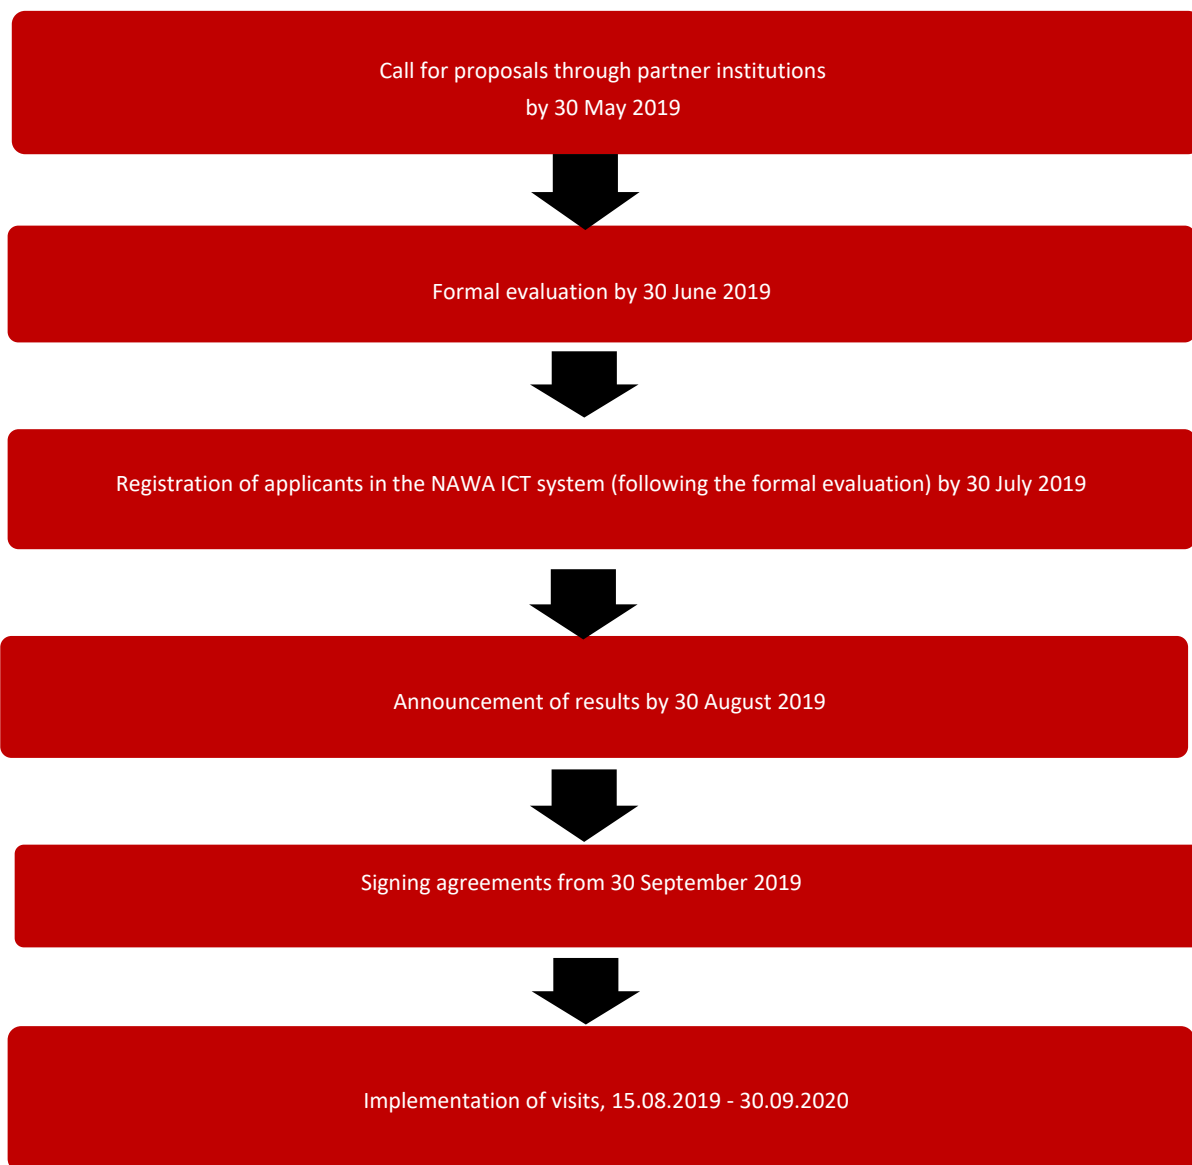 Call for proposals through partner institutions
by 30 May 2019
Formal evaluation by 30 June 2019
Registration of applicants in the NAWA ICT system (following the formal evaluation) by 30 July 2019
Announcement of results by 30 August 2019
Signing agreements from 30 September 2019
Implementation of visits, 15.08.2019 - 30.09.2020